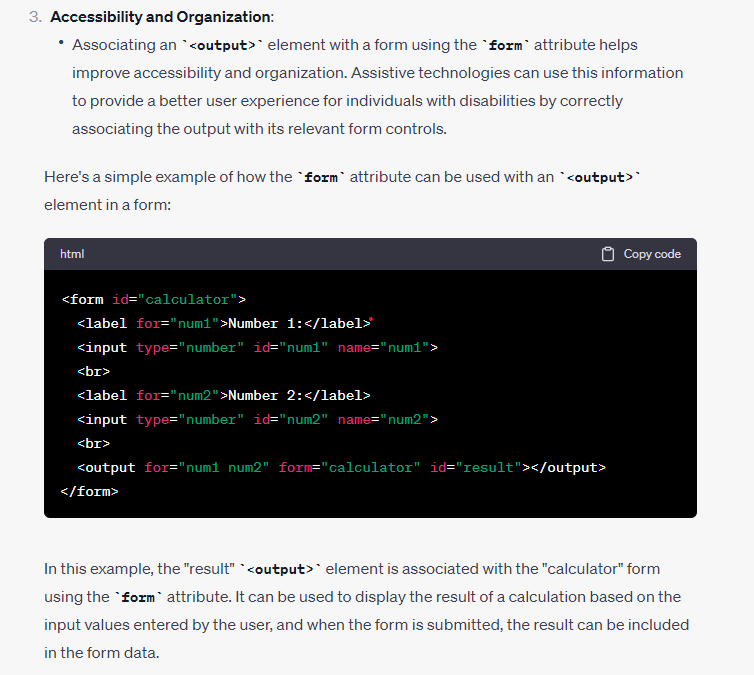 3. Accessibility and Organization:
• Associating an `<output>` element with a form using the `form` attribute helps
improve accessibility and organization. Assistive technologies can use this information
to provide a better user experience for individuals with disabilities by correctly
associating the output with its relevant form controls.
Here's a simple example of how the `form` attribute can be used with an `<output>`
element in a form:
html Copy code
<form id="calculator">
<label for="num1">Number 1:</label>
<input type="number" id="num1" name="num1">
<br>
<label for="num2">Number 2:</label>
<input type="number" id="num2" name="num2">
<br>
<output for="num1 num2" form="calculator" id="result"></output>
</form>
In this example, the "result" `<output>` element is associated with the "calculator" form
using the `form` attribute. It can be used to display the result of a calculation based on the
input values entered by the user, and when the form is submitted, the result can be included
in the form data.